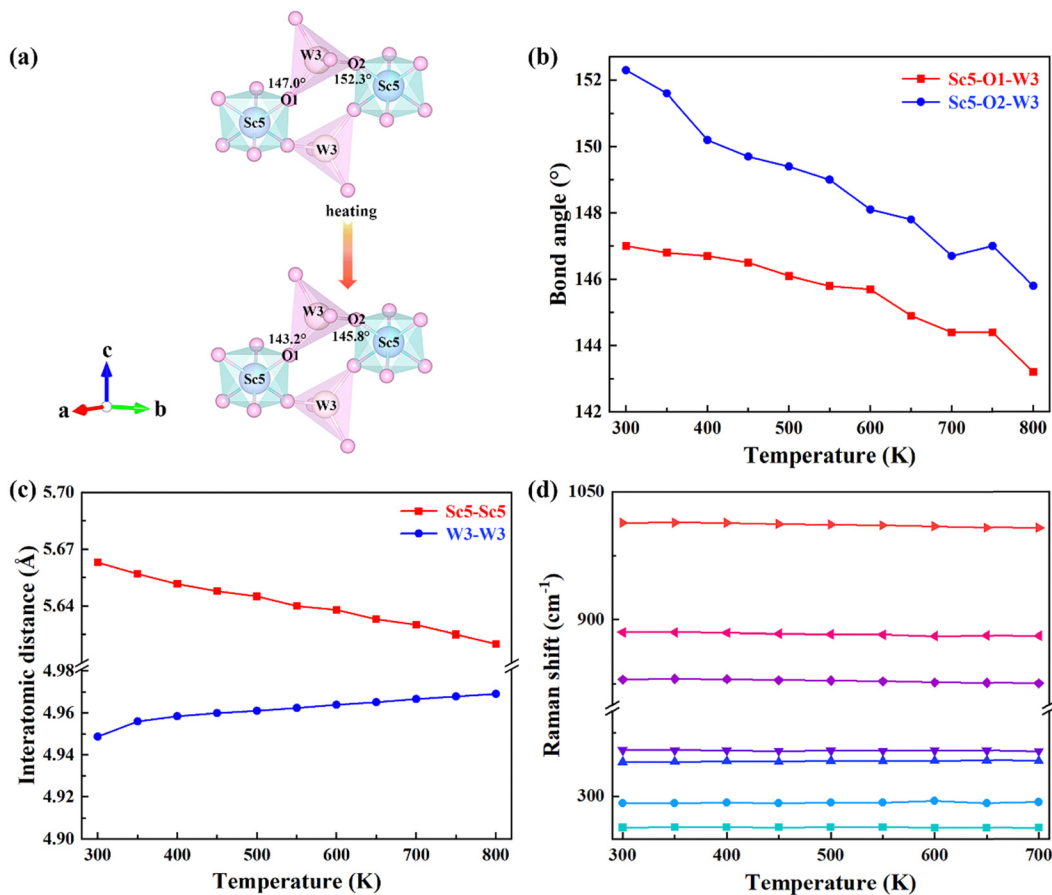 (a)
W3
O2
147.0°
152.3°
O1
Sc5
Sc5
W3
heating
W3
O2
143.2°
145.8°
O1
Sc5
Sc5
W3
c
a
b
(b)
Sc5-O1-W3
Sc5-O2-W3
Bond angle (°)
152
150
148
146
144
142
300 400 500 600 700 800
Temperature (K)
(c)
Sc5-Sc5
W3-W3
Interatomic distance (Å)
5.70
5.67
5.64
4.98
4.96
4.94
4.92
4.90
300 400 500 600 700 800
Temperature (K)
(d)
Raman shift (cm-1)
1050
900
300
300 400 500 600 700
Temperature (K)